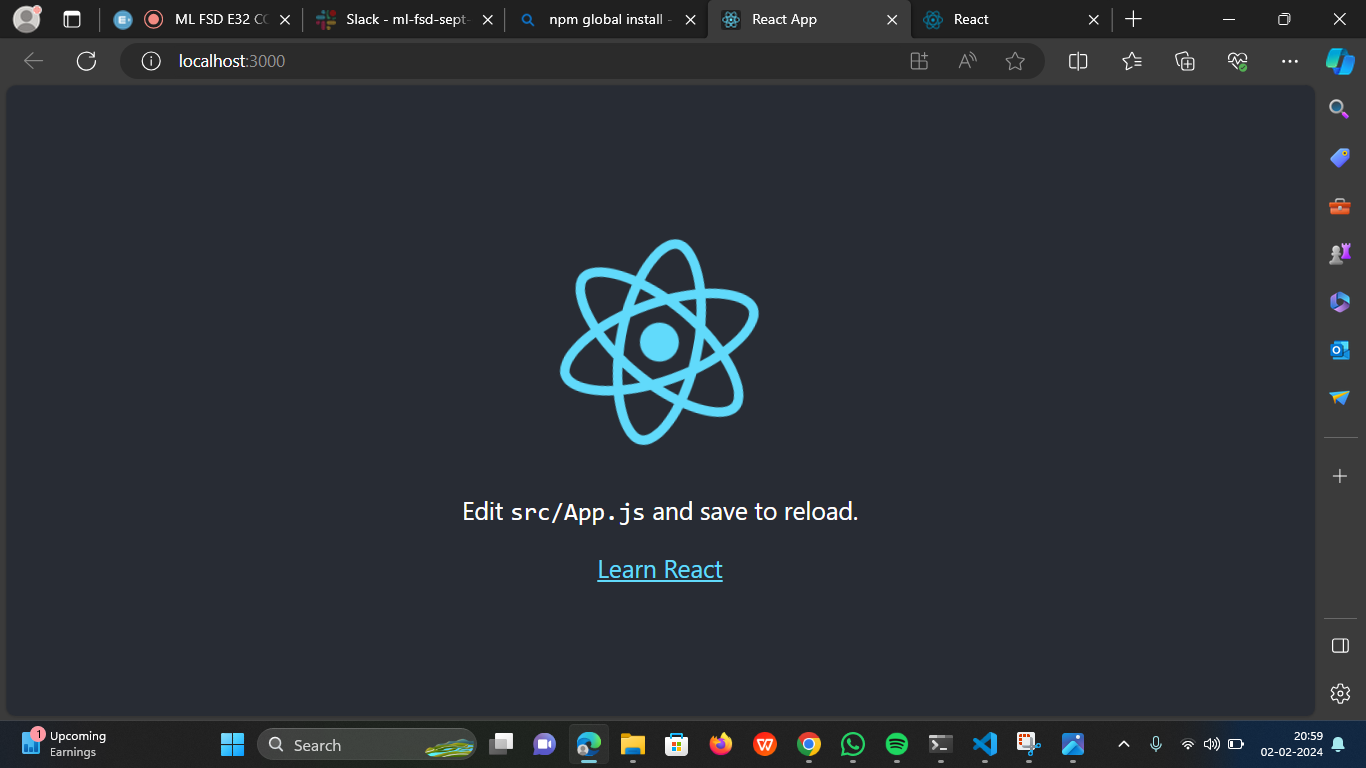 ML FSD E32 CC
Slack - ml-fsd-sept-
npm global install -
React App
React
localhost:3000
Edit src/App.js and save to reload.
Learn React
1
Upcoming
Earnings
Search
20:59
02-02-2024